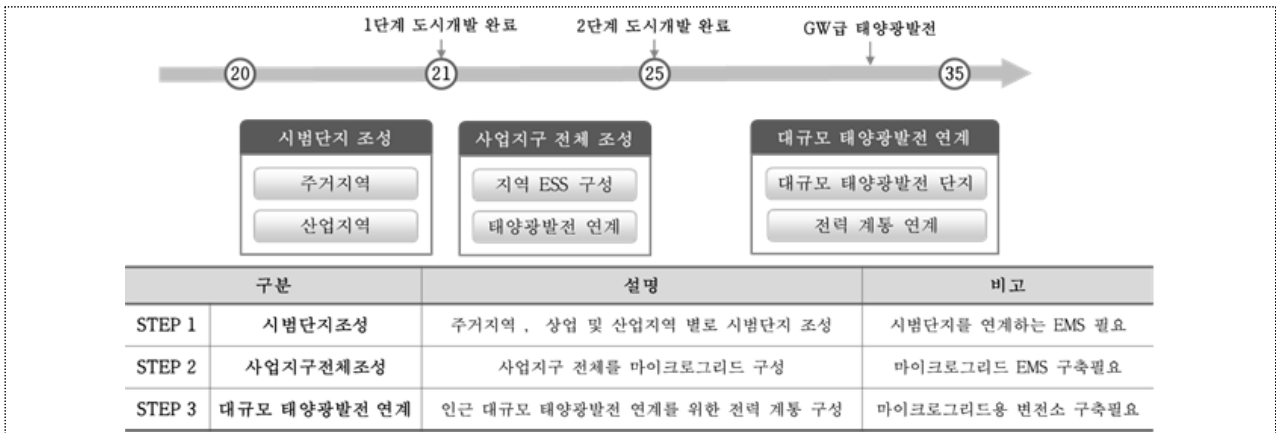 1단계 도시개발 완료 2단계 도시개발 완료 GW급 태양광발전
20 21 25 35
시범단지 조성 사업지구 전체 조성 대규모 태양광발전 연계
주거지역 지역 ESS 구성 대규모 태양광발전 단지
산업지역 태양광발전 연계 전력 계통 연계
구분 설명 비고
STEP 1 시범단지조성 주거지역 , 상업 및 산업지역 별로 시범단지 조성 시범단지를 연계하는 EMS 필요
STEP 2 사업지구전체조성 사업지구 전체를 마이크로그리드 구성 마이크로그리드 EMS 구축필요
STEP 3 대규모 태양광발전 연계 인근 대규모 태양광발전 연계를 위한 전력 계통 구성 마이크로그리드용 변전소 구축필요